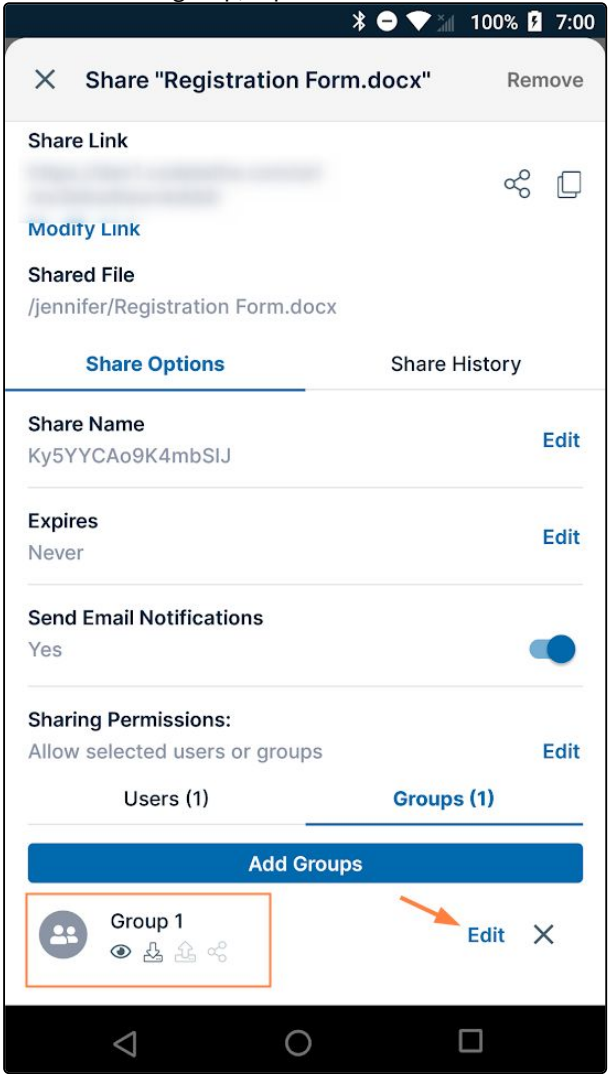 100% 7:00
Share "Registration Form.docx" Remove
Share Link
Modify Link
Shared File
/jennifer/Registration Form.docx
Share Options Share History
Share Name
Ky5YYCAo9K4mbSIJ Edit
Expires
Never Edit
Send Email Notifications
Yes
Sharing Permissions:
Allow selected users or groups Edit
Users (1) Groups (1)
Add Groups
Group 1
Edit